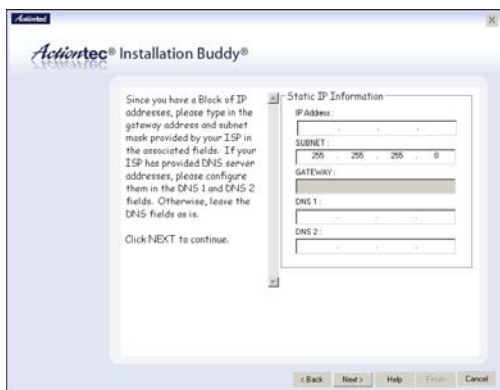 Actiontec
Actiontec® Installation Buddy®
Since you have a Block of IP
addresses, please type in the
gateway address and subnet
mask provided by your ISP in
the associated fields. If your
ISP has provided DNS server
addresses, please configure
them in the DNS 1 and DNS 2
fields. Otherwise, leave the
DNS fields as is.
Click NEXT to continue.
Static IP Information
IP Address :
. . .
SUBNET :
255 . 255 . 255 . 0
GATEWAY :
DNS 1 :
. . .
DNS 2 :
. . .
< Back Next > Help Finish Cancel